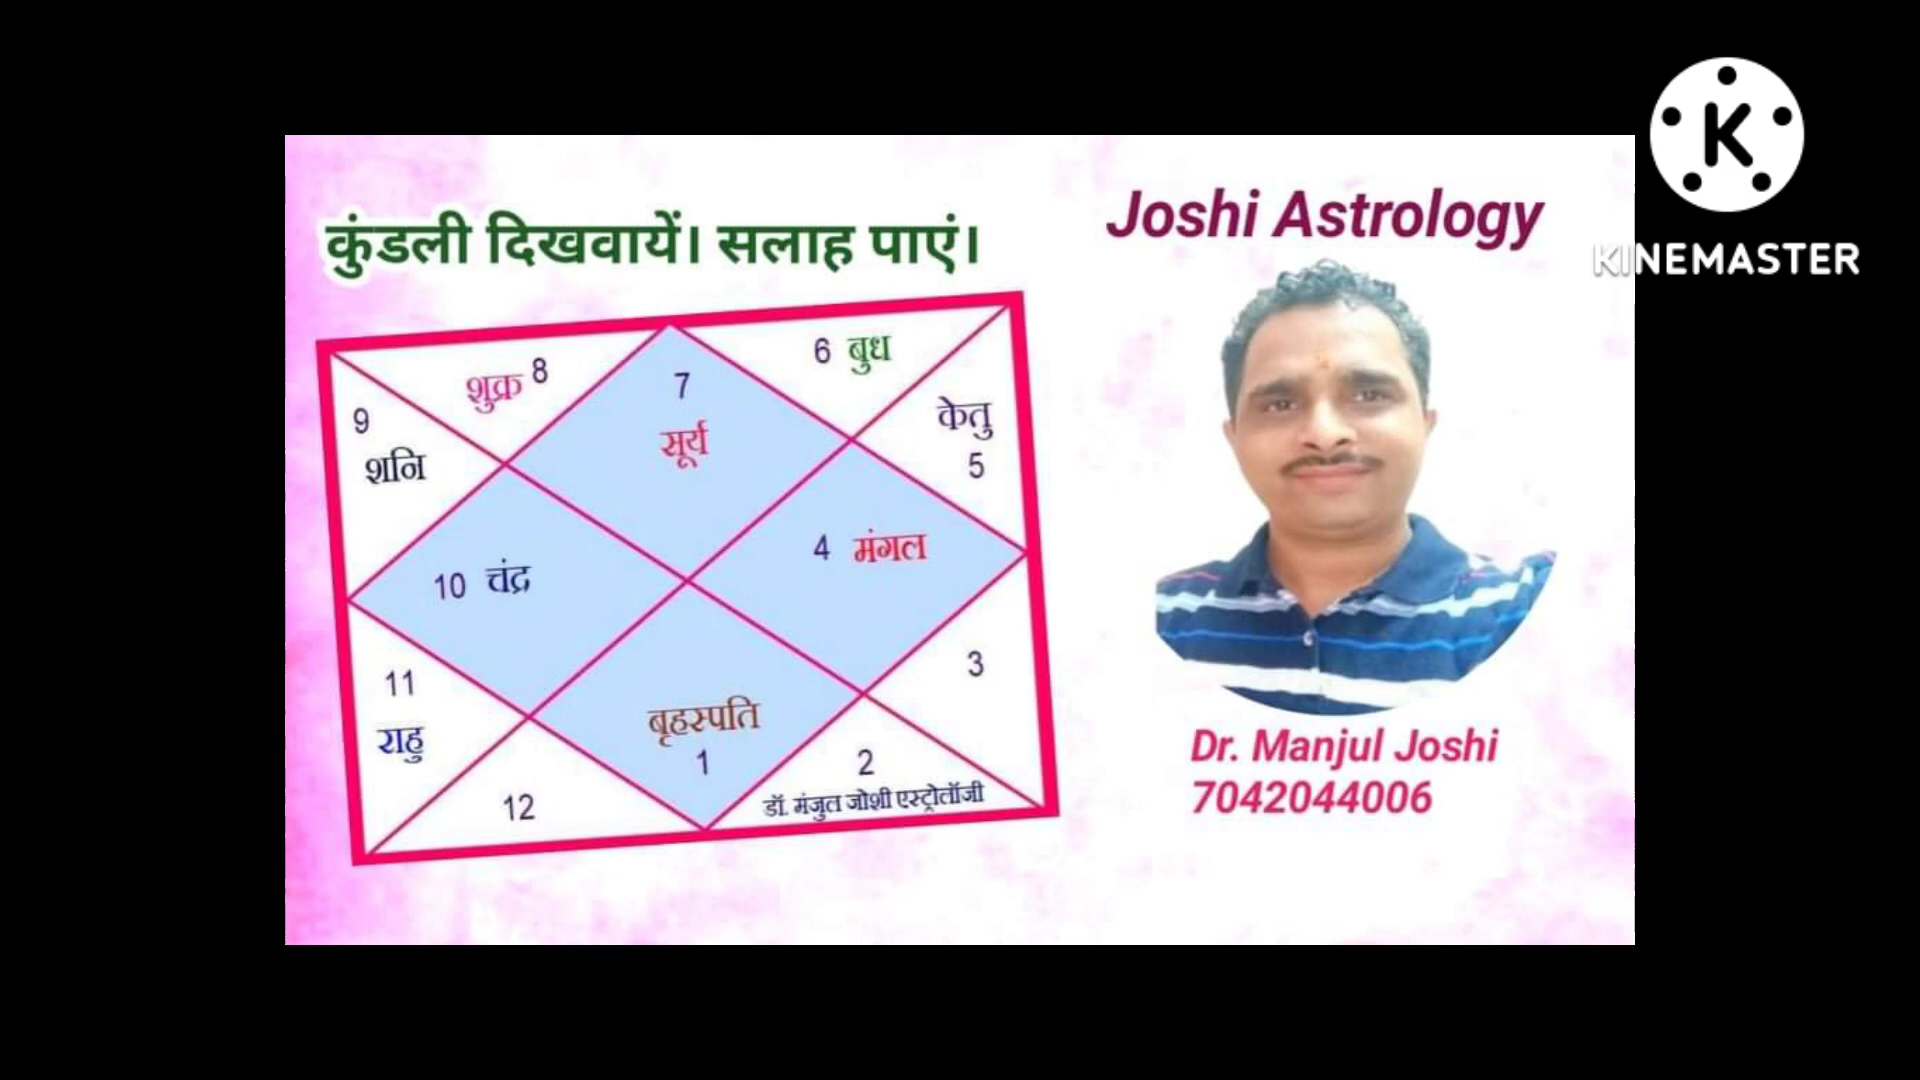 K
KINEMASTER
Joshi Astrology
कुंडली दिखवायें। सलाह पाएं।
शुक्र 8
7
सूर्य
6 बुध
9
शनि
केतु
5
10 चंद्र
4 मंगल
11
राहु
बृहस्पति
1
3
12
2
डॉ. मंजुल जोशी एस्ट्रोलॉजी
Dr. Manjul Joshi
7042044006